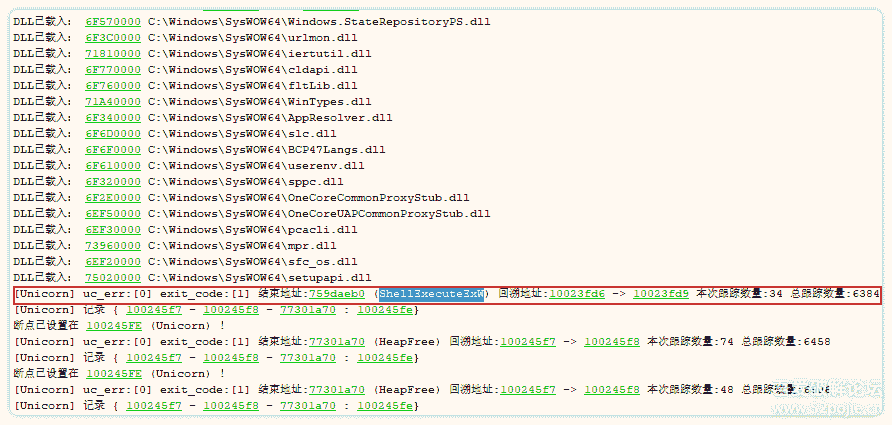 DLL已载入: 6F570000 C:\Windows\SysWOW64\Windows.StateRepositoryPS.dll
DLL已载入: 6F3C0000 C:\Windows\SysWOW64\urlmon.dll
DLL已载入: 71810000 C:\Windows\SysWOW64\iertutil.dll
DLL已载入: 6F770000 C:\Windows\SysWOW64\cldapi.dll
DLL已载入: 6F760000 C:\Windows\SysWOW64\fltLib.dll
DLL已载入: 71A40000 C:\Windows\SysWOW64\WinTypes.dll
DLL已载入: 6F340000 C:\Windows\SysWOW64\AppResolver.dll
DLL已载入: 6F6D0000 C:\Windows\SysWOW64\slc.dll
DLL已载入: 6F6F0000 C:\Windows\SysWOW64\BCP47Langs.dll
DLL已载入: 6F610000 C:\Windows\SysWOW64\userenv.dll
DLL已载入: 6F320000 C:\Windows\SysWOW64\sppc.dll
DLL已载入: 6F2E0000 C:\Windows\SysWOW64\OneCoreCommonProxyStub.dll
DLL已载入: 6EF50000 C:\Windows\SysWOW64\OneCoreUAPCommonProxyStub.dll
DLL已载入: 6EF30000 C:\Windows\SysWOW64\pcacli.dll
DLL已载入: 73960000 C:\Windows\SysWOW64\mpr.dll
DLL已载入: 6EF20000 C:\Windows\SysWOW64\sfc_os.dll
DLL已载入: 75020000 C:\Windows\SysWOW64\setupapi.dll
[Unicorn] uc_err:[0] exit_code:[1] 结束地址:759daeb0 (ShellExecuteExW) 回溯地址:10023fd6 -> 10023fd9 本次跟踪数量:34 总跟踪数量:6384
[Unicorn] 记录 { 100245f7 - 100245f8 - 77301a70 : 100245fe}
断点已设置在 100245FE (Unicorn) !
[Unicorn] uc_err:[0] exit_code:[1] 结束地址:77301a70 (HeapFree) 回溯地址:100245f7 -> 100245f8 本次跟踪数量:74 总跟踪数量:6458
[Unicorn] 记录 { 100245f7 - 100245f8 - 77301a70 : 100245fe}
断点已设置在 100245FE (Unicorn) !
[Unicorn] uc_err:[0] exit_code:[1] 结束地址:77301a70 (HeapFree) 回溯地址:100245f7 -> 100245f8 本次跟踪数量:48 总跟踪数量:
[Unicorn] 记录 { 100245f7 - 100245f8 - 77301a70 : 100245fe}
www.52pojie.cn